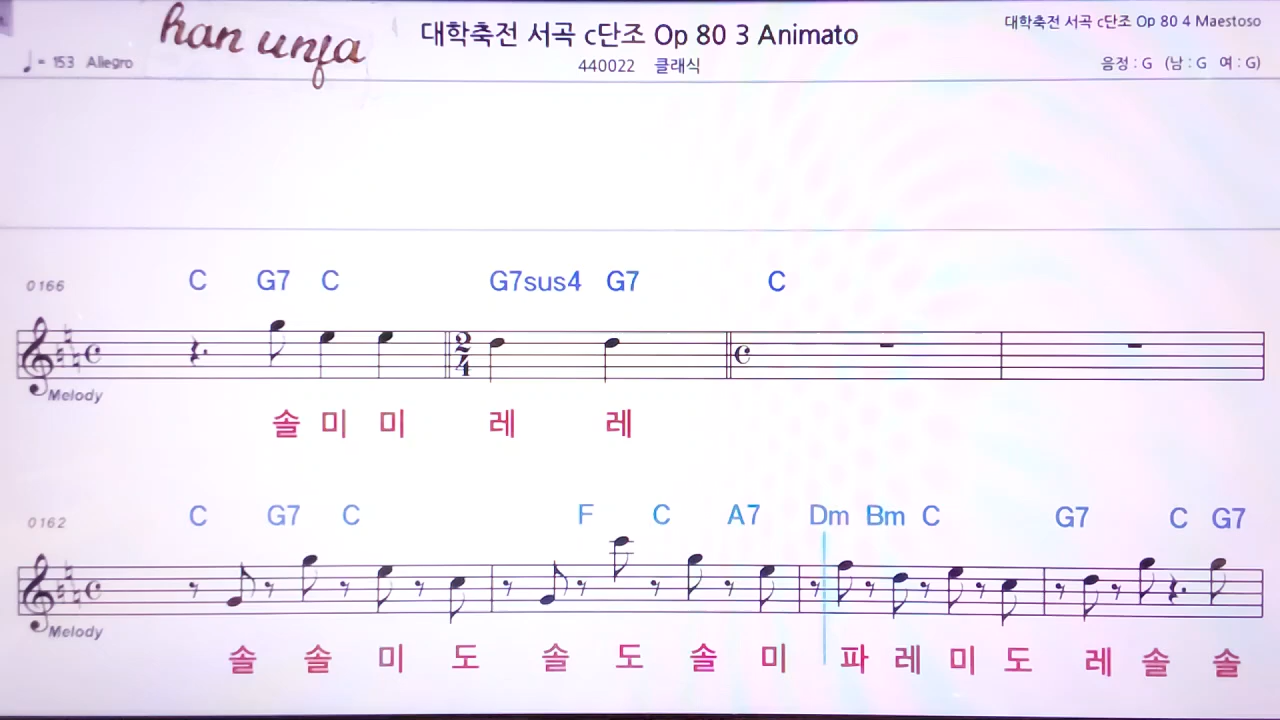 han unfa
대학축전 서곡 c단조 Op 80 3 Animato
대학축전 서곡 c단조 Op 80 4 Maestoso
♩ = 153 Allegro
440022 클래식
음정 : G (남 : G 여 : G)
0166
C G7 C G7sus4 G7 C
2
4
Melody
솔 미 미 레 레
0162
C G7 C F C A7 Dm Bm C G7 C G7
Melody
솔 솔 미 도 솔 도 솔 미 파 레 미 도 레 솔 솔